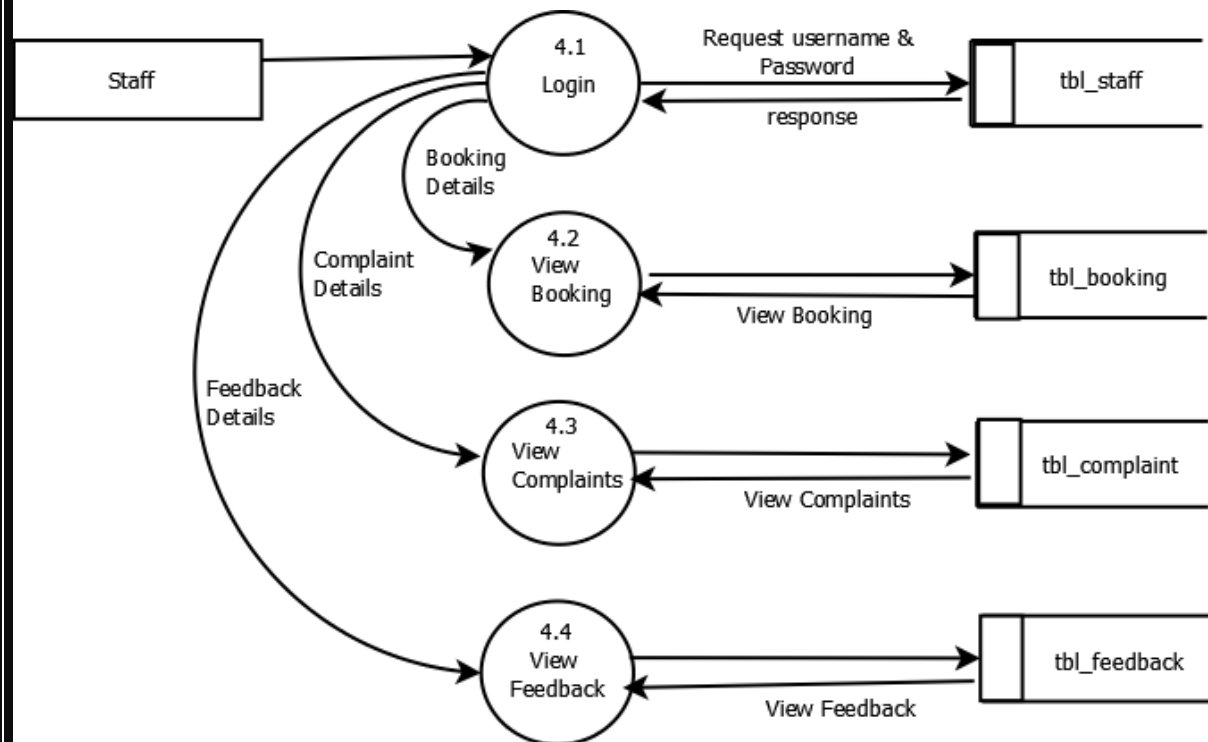 Staff
4.1
Login
Request username &
Password
response
tbl_staff
Booking
Details
4.2
View
Booking
View Booking
tbl_booking
Complaint
Details
4.3
View
Complaints
View Complaints
tbl_complaint
Feedback
Details
4.4
View
Feedback
View Feedback
tbl_feedback